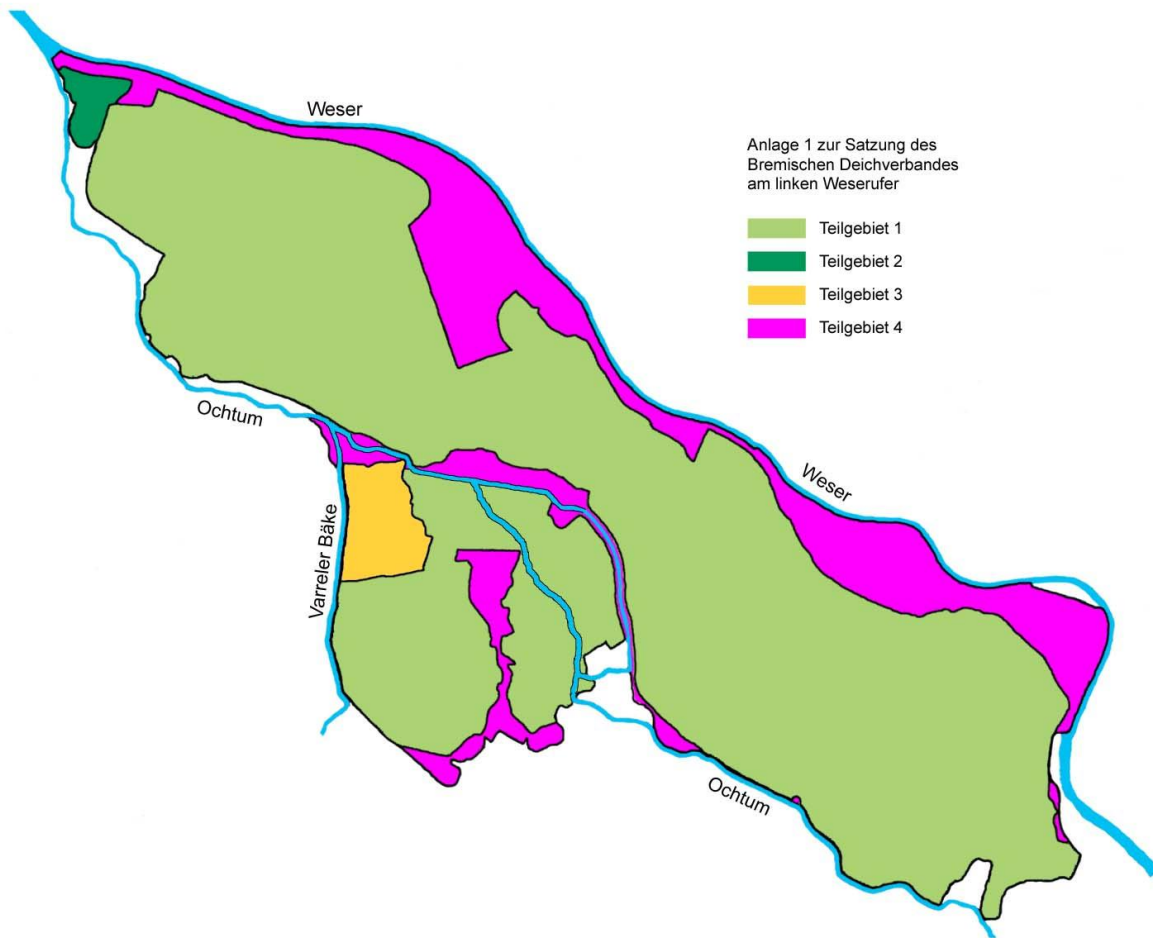 Weser
Anlage 1 zur Satzung des
Bremischen Deichverbandes
am linken Weserufer
Teilgebiet 1
Teilgebiet 2
Teilgebiet 3
Teilgebiet 4
Ochtum
Weser
Varreler Bäke
Ochtum